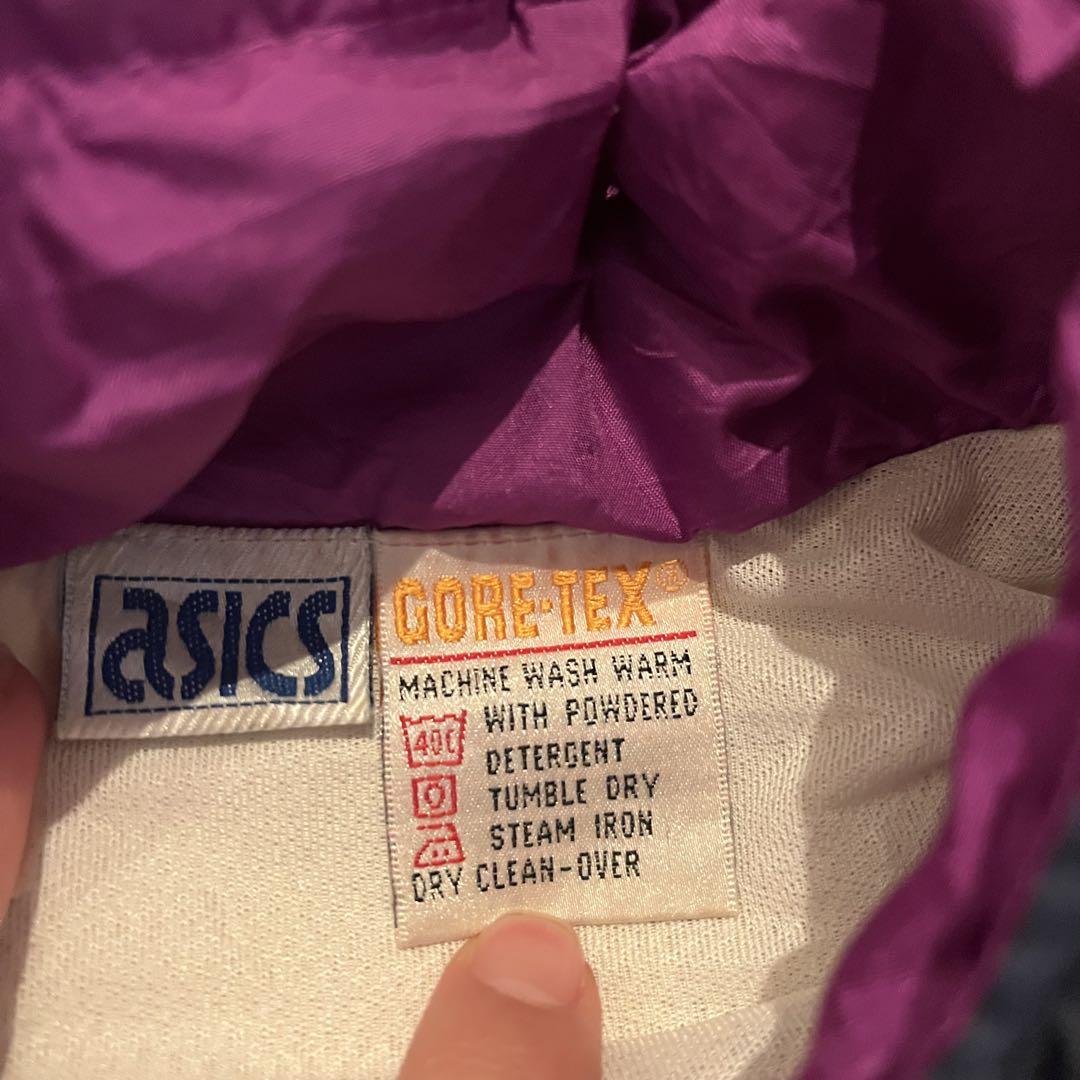 asics
GORE-TEX®
MACHINE WASH WARM
WITH POWDERED
40C
DETERGENT
TUMBLE DRY
STEAM IRON
DRY CLEAN-OVER